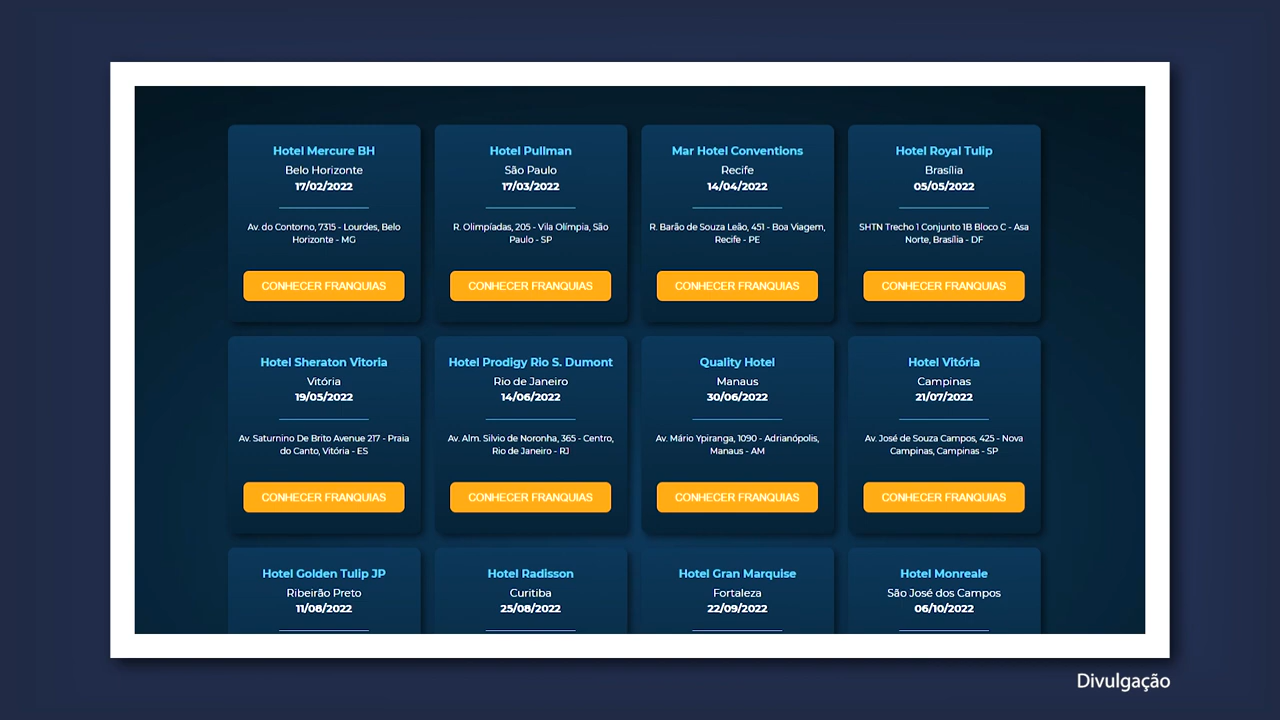 Hotel Mercure BH
Belo Horizonte
17/02/2022
Av. do Contorno, 7315 - Lourdes, Belo
Horizonte - MG
CONHECER FRANQUIAS
Hotel Pullman
São Paulo
17/03/2022
R. Olimpíadas, 205 - Vila Olímpia, São
Paulo - SP
CONHECER FRANQUIAS
Mar Hotel Conventions
Recife
14/04/2022
R. Barão de Souza Leão, 451 - Boa Viagem,
Recife - PE
CONHECER FRANQUIAS
Hotel Royal Tulip
Brasília
05/05/2022
SHTN Trecho 1 Conjunto 1B Bloco C - Asa
Norte, Brasília - DF
CONHECER FRANQUIAS
Hotel Sheraton Vitoria
Vitória
19/05/2022
Av. Saturnino De Brito Avenue 217 - Praia
do Canto, Vitória - ES
CONHECER FRANQUIAS
Hotel Prodigy Rio S. Dumont
Rio de Janeiro
14/06/2022
Av. Alm. Silvio de Noronha, 365 - Centro,
Rio de Janeiro - RJ
CONHECER FRANQUIAS
Quality Hotel
Manaus
30/06/2022
Av. Mário Ypiranga, 1090 - Adrianópolis,
Manaus - AM
CONHECER FRANQUIAS
Hotel Vitória
Campinas
21/07/2022
Av. José de Souza Campos, 425 - Nova
Campinas, Campinas - SP
CONHECER FRANQUIAS
Hotel Golden Tulip JP
Ribeirão Preto
11/08/2022
Hotel Radisson
Curitiba
25/08/2022
Hotel Gran Marquise
Fortaleza
22/09/2022
Hotel Monreale
São José dos Campos
06/10/2022
Divulgação